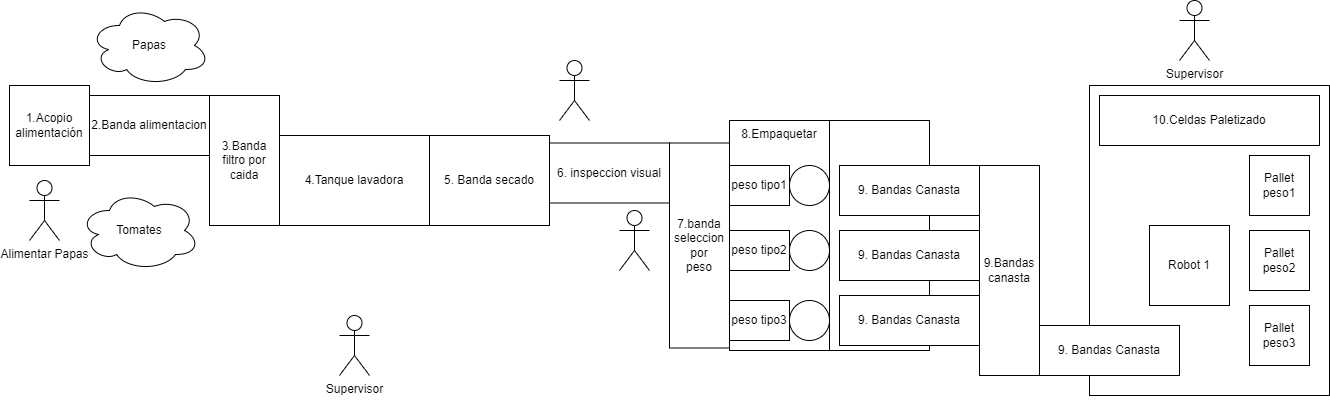 Papas
Supervisor
1.Acopio
alimentación
2.Banda alimentacion
10.Celdas Paletizado
3.Banda
filtro por
caida
8.Empaquetar
4.Tanque lavadora
5. Banda secado
6. inspeccion visual
peso tipo1
9. Bandas Canasta
Pallet
peso1
Alimentar Papas
Tomates
7.banda
seleccion
por
peso
peso tipo2
9. Bandas Canasta
9.Bandas
canasta
Robot 1
Pallet
peso2
peso tipo3
9. Bandas Canasta
Pallet
peso3
9. Bandas Canasta
Supervisor